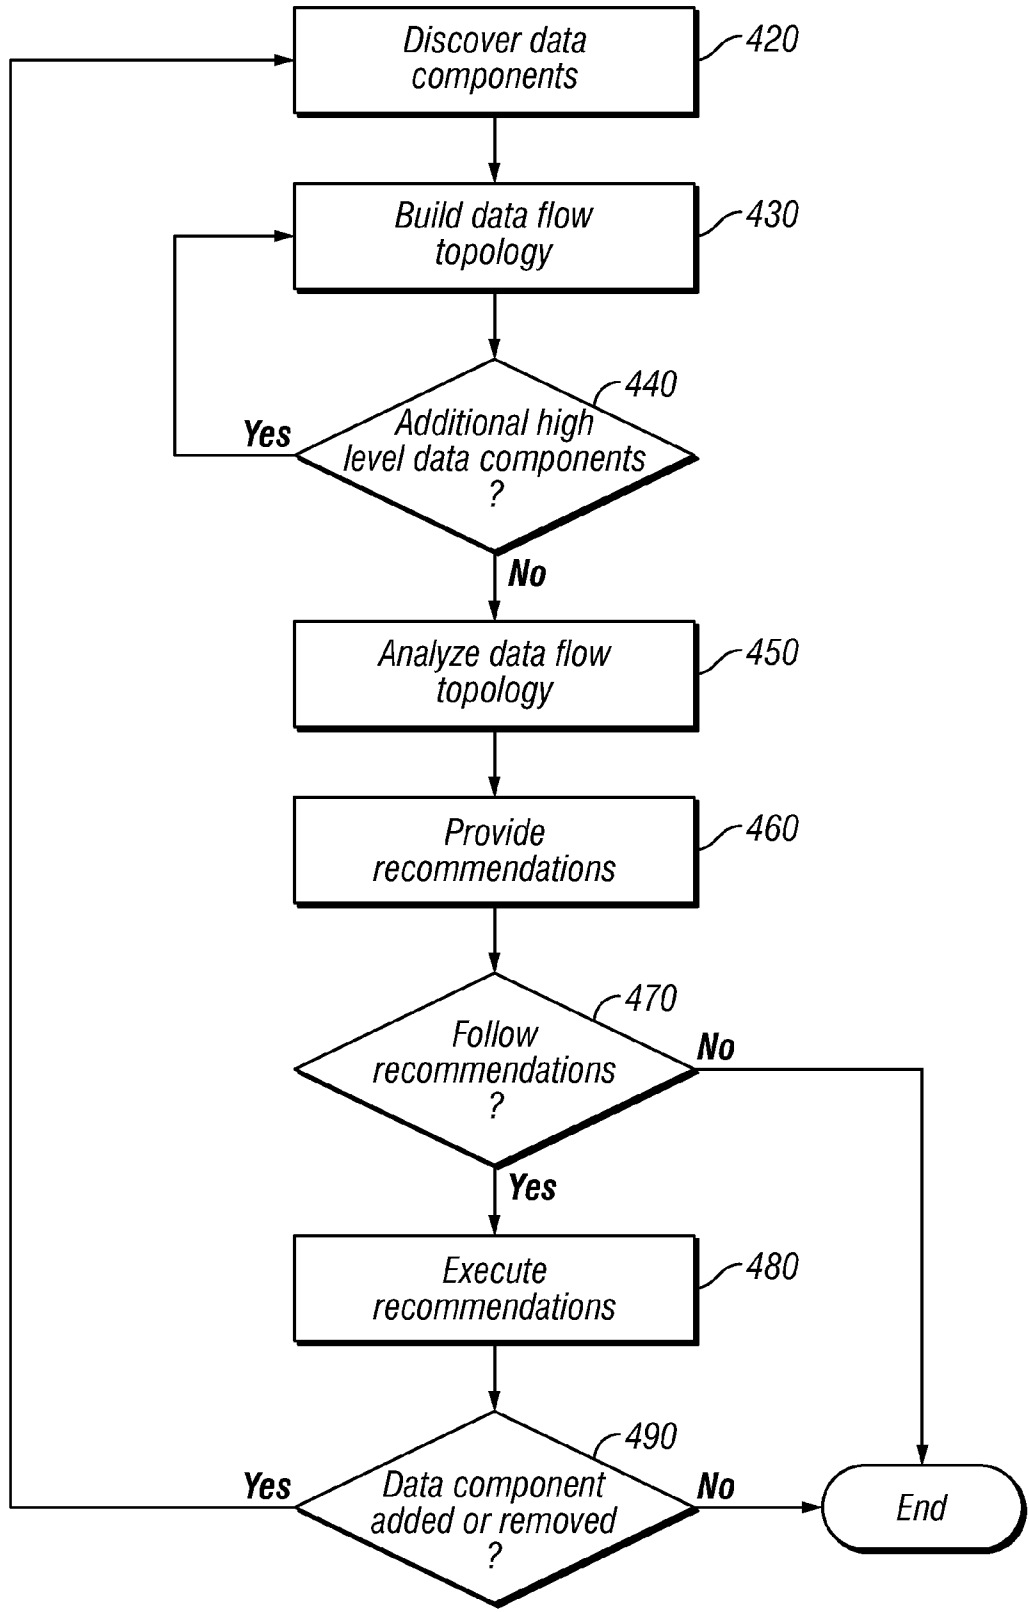 Discover data
components
420
Build data flow
topology
430
440
Additional high
level data components
?
Yes
No
Analyze data flow
topology
450
Provide
recommendations
460
470
Follow
recommendations
?
No
Yes
Execute
recommendations
480
490
Data component
added or removed
?
Yes
No
End